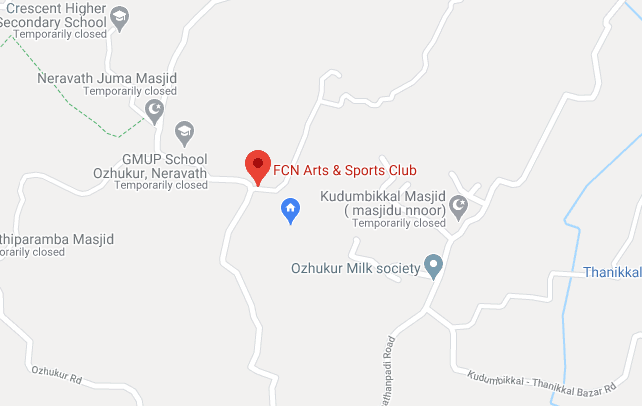 Crescent Higher
Secondary School
Temporarily closed
Neravath Juma Masjid
Temporarily closed
GMUP School
Ozhukur, Neravath
Temporarily closed
FCN Arts & Sports Club
Kudumbikkal Masjid
( masjidu nnoor)
Temporarily closed
thiparamba Masjid
orarily closed
Ozhukur Milk society
Thanikkal
Ozhukur Rd
athanpadi Road
Kudumbikkal - Thanikkal Bazar Rd